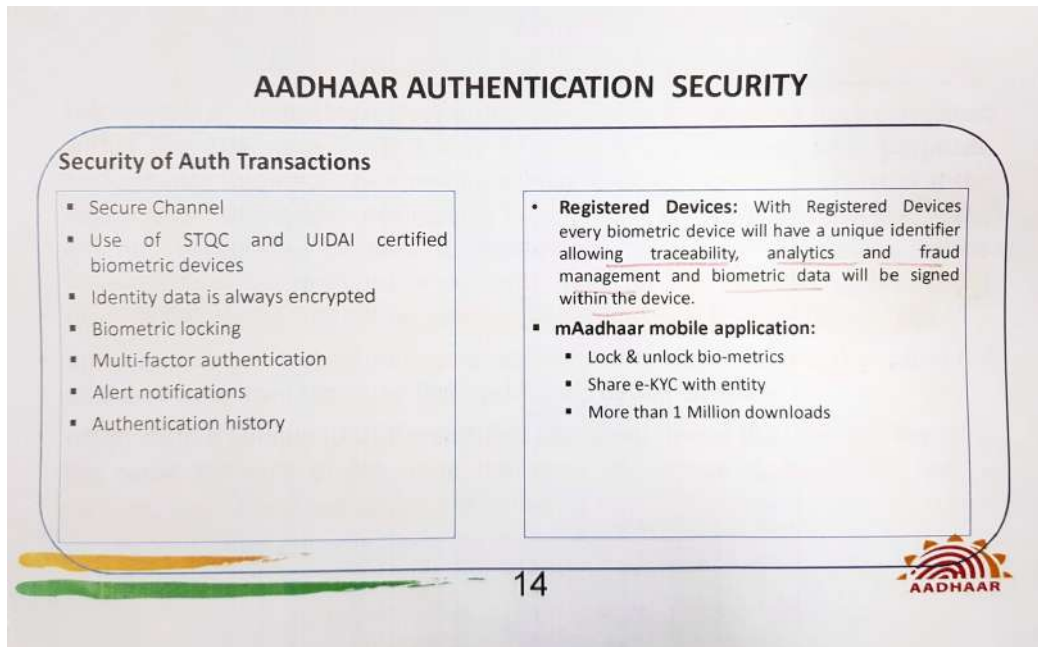 AADHAAR AUTHENTICATION SECURITY
Security of Auth Transactions
▪ Secure Channel
▪ Use of STQC and UIDAI certified
biometric devices
▪ Identity data is always encrypted
▪ Biometric locking
▪ Multi-factor authentication
▪ Alert notifications
▪ Authentication history
• Registered Devices: With Registered Devices
every biometric device will have a unique identifier
allowing traceability, analytics and fraud
management and biometric data will be signed
within the device.
▪ mAadhaar mobile application:
▪ Lock & unlock bio-metrics
▪ Share e-KYC with entity
▪ More than 1 Million downloads
14
AADHAAR